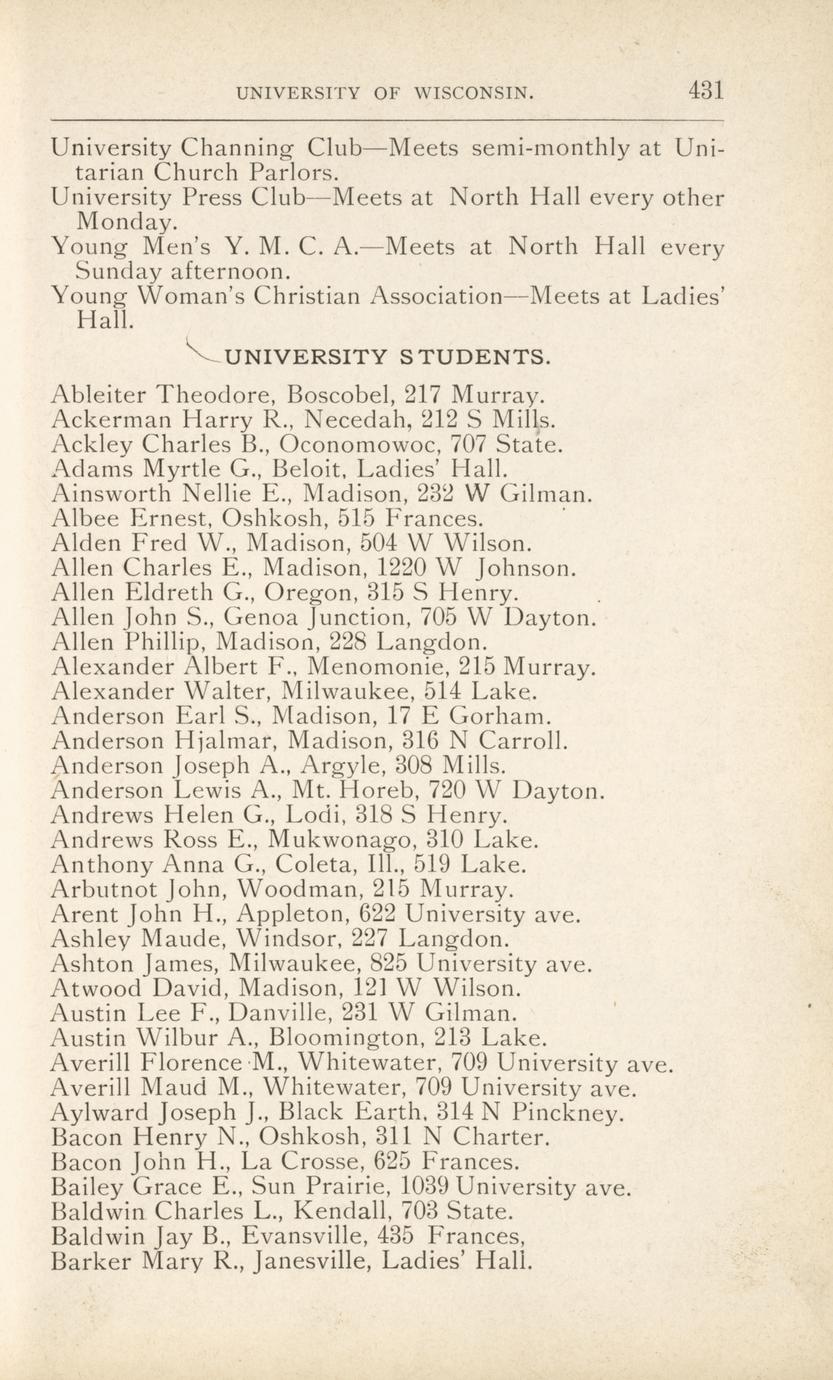 UNIVERSITY OF WISCONSIN. 431
University Channing Club—Meets semi-monthly at Uni-
tarian Church Parlors.
University Press Club—Meets at North Hall every other
Monday.
Young Men's Y. M. C. A.—Meets at North Hall every
Sunday afternoon.
Young Woman's Christian Association—Meets at Ladies'
Hall.
UNIVERSITY STUDENTS.
Ableiter Theodore, Boscobel, 217 Murray.
Ackerman Harry R., Necedah, 212 S Mills.
Ackley Charles B., Oconomowoc, 707 State.
Adams Myrtle G., Beloit, Ladies' Hall.
Ainsworth Nellie E., Madison, 232 W Gilman.
Albee Ernest, Oshkosh, 515 Frances.
Alden Fred W., Madison, 504 W Wilson.
Allen Charles E., Madison, 1220 W Johnson.
Allen Eldreth G., Oregon, 315 S Henry.
Allen John S., Genoa Junction, 705 W Dayton.
Allen Phillip, Madison, 228 Langdon.
Alexander Albert F., Menomonie, 215 Murray.
Alexander Walter, Milwaukee, 514 Lake.
Anderson Earl S., Madison, 17 E Gorham.
Anderson Hjalmar, Madison, 316 N Carroll.
Anderson Joseph A., Argyle, 308 Mills.
Anderson Lewis A., Mt. Horeb, 720 W Dayton.
Andrews Helen G., Lodi, 318 S Henry.
Andrews Ross E., Mukwonago, 310 Lake.
Anthony Anna G., Coleta, Ill., 519 Lake.
Arbutnot John, Woodman, 215 Murray.
Arent John H., Appleton, 622 University ave.
Ashley Maude, Windsor, 227 Langdon.
Ashton James, Milwaukee, 825 University ave.
Atwood David, Madison, 121 W Wilson.
Austin Lee F., Danville, 231 W Gilman.
Austin Wilbur A., Bloomington, 213 Lake.
Averill Florence M., Whitewater, 709 University ave.
Averill Maud M., Whitewater, 709 University ave.
Aylward Joseph J., Black Earth, 314 N Pinckney.
Bacon Henry N., Oshkosh, 311 N Charter.
Bacon John H., La Crosse, 625 Frances.
Bailey Grace E., Sun Prairie, 1039 University ave.
Baldwin Charles L., Kendall, 703 State.
Baldwin Jay B., Evansville, 435 Frances,
Barker Mary R., Janesville, Ladies' Hall.